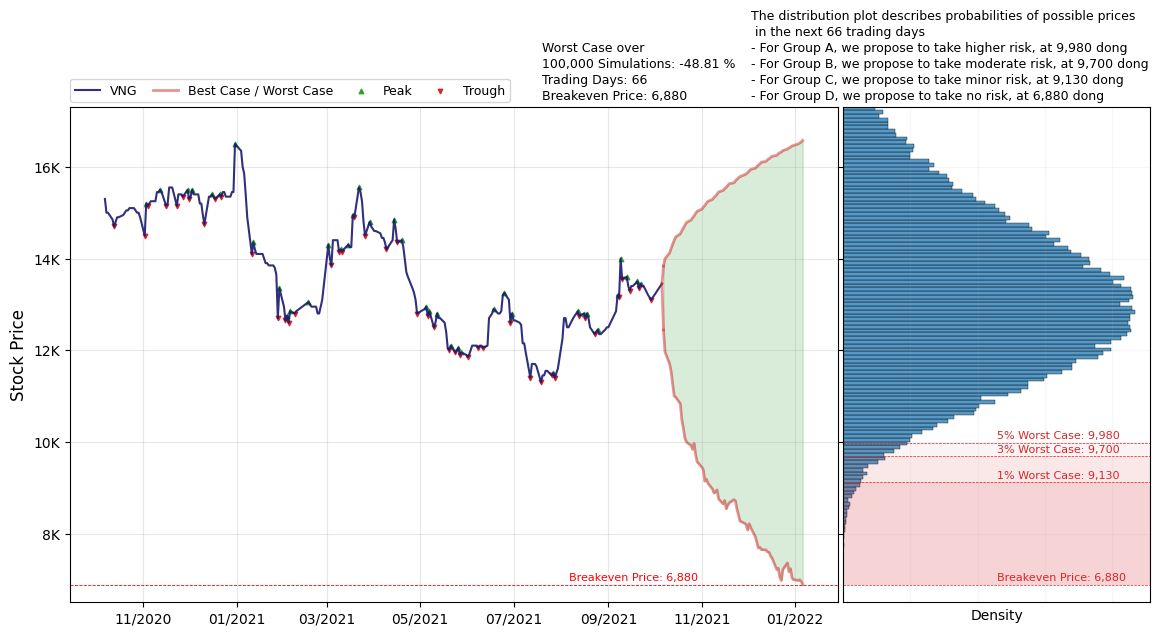 The distribution plot describes probabilities of possible prices
in the next 66 trading days
- For Group A, we propose to take higher risk, at 9,980 dong
- For Group B, we propose to take moderate risk, at 9,700 dong
- For Group C, we propose to take minor risk, at 9,130 dong
- For Group D, we propose to take no risk, at 6,880 dong
Worst Case over
100,000 Simulations: -48.81 %
Trading Days: 66
Breakeven Price: 6,880
VNG
Best Case / Worst Case
Peak
Trough
Stock Price
16K
14K
12K
10K
8K
Breakeven Price: 6,880
11/2020
01/2021
03/2021
05/2021
07/2021
09/2021
11/2021
01/2022
5% Worst Case: 9,980
3% Worst Case: 9,700
1% Worst Case: 9,130
Breakeven Price: 6,880
Density